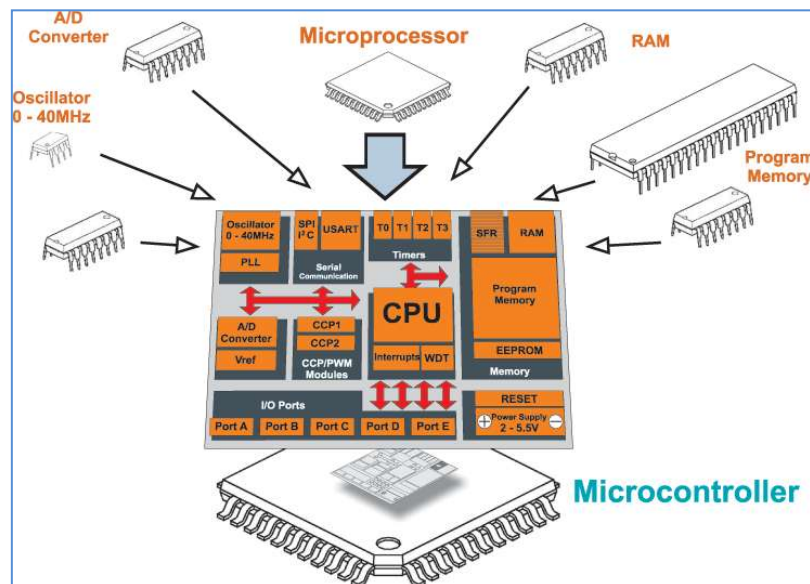 A/D
Converter
Microprocessor
RAM
Oscillator
0 - 40MHz
Program
Memory
Oscillator
0 - 40MHz
PLL
SPI
I²C
USART
Serial
Communication
T0 T1 T2 T3
Timers
SFR
RAM
Program
Memory
EEPROM
Memory
A/D
Converter
Vref
CCP1
CCP2
CCP/PWM
Modules
CPU
Interrupts
WDT
I/O Ports
Port A Port B Port C Port D Port E
RESET
+ Power Supply −
2 - 5.5V
Microcontroller